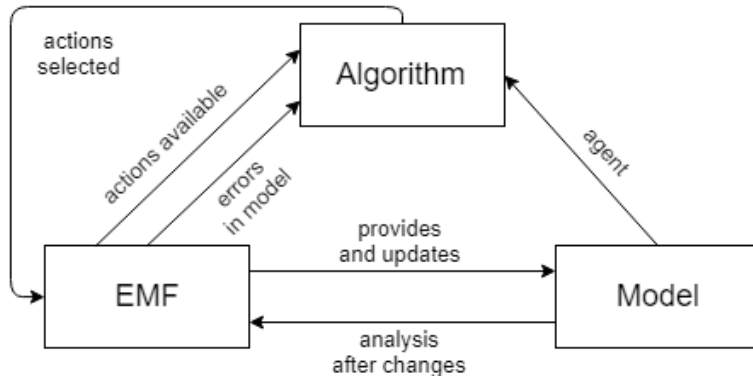 actions
selected
Algorithm
actions available
errors
in model
agent
provides
and updates
EMF
Model
analysis
after changes